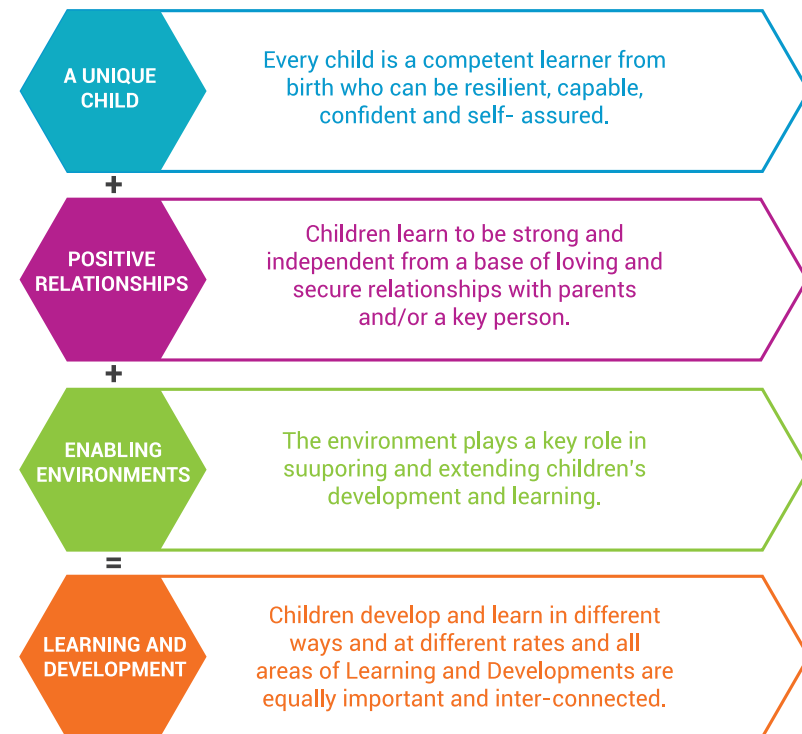 A UNIQUE
CHILD
Every child is a competent learner from
birth who can be resilient, capable,
confident and self- assured.
+
POSITIVE
RELATIONSHIPS
Children learn to be strong and
independent from a base of loving and
secure relationships with parents
and/or a key person.
+
ENABLING
ENVIRONMENTS
The environment plays a key role in
suuporing and extending children's
development and learning.
=
LEARNING AND
DEVELOPMENT
Children develop and learn in different
ways and at different rates and all
areas of Learning and Developments are
equally important and inter-connected.